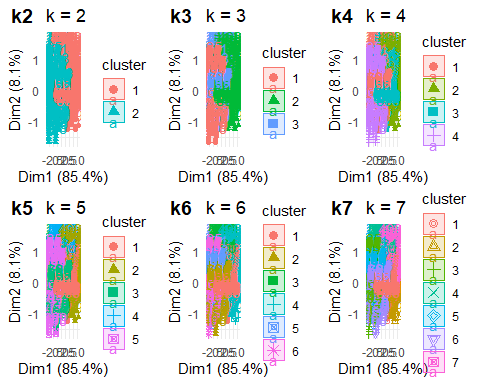 k2 k = 2
cluster
1
a
2
a
Dim2 (8.1%)
1
0
-1
Dim1 (85.4%)
k3 k = 3
cluster
1
a
2
a
3
a
Dim2 (8.1%)
1
0
-1
Dim1 (85.4%)
k4 k = 4
cluster
1
a
2
a
3
a
4
a
Dim2 (8.1%)
1
0
-1
Dim1 (85.4%)
k5 k = 5
cluster
1
a
2
a
3
a
4
a
5
a
Dim2 (8.1%)
1
0
-1
Dim1 (85.4%)
k6 k = 6
cluster
1
a
2
a
3
a
4
a
5
a
6
a
Dim2 (8.1%)
1
0
-1
Dim1 (85.4%)
k7 k = 7
cluster
1
a
2
a
3
a
4
a
5
a
6
a
7
a
Dim2 (8.1%)
1
0
-1
Dim1 (85.4%)